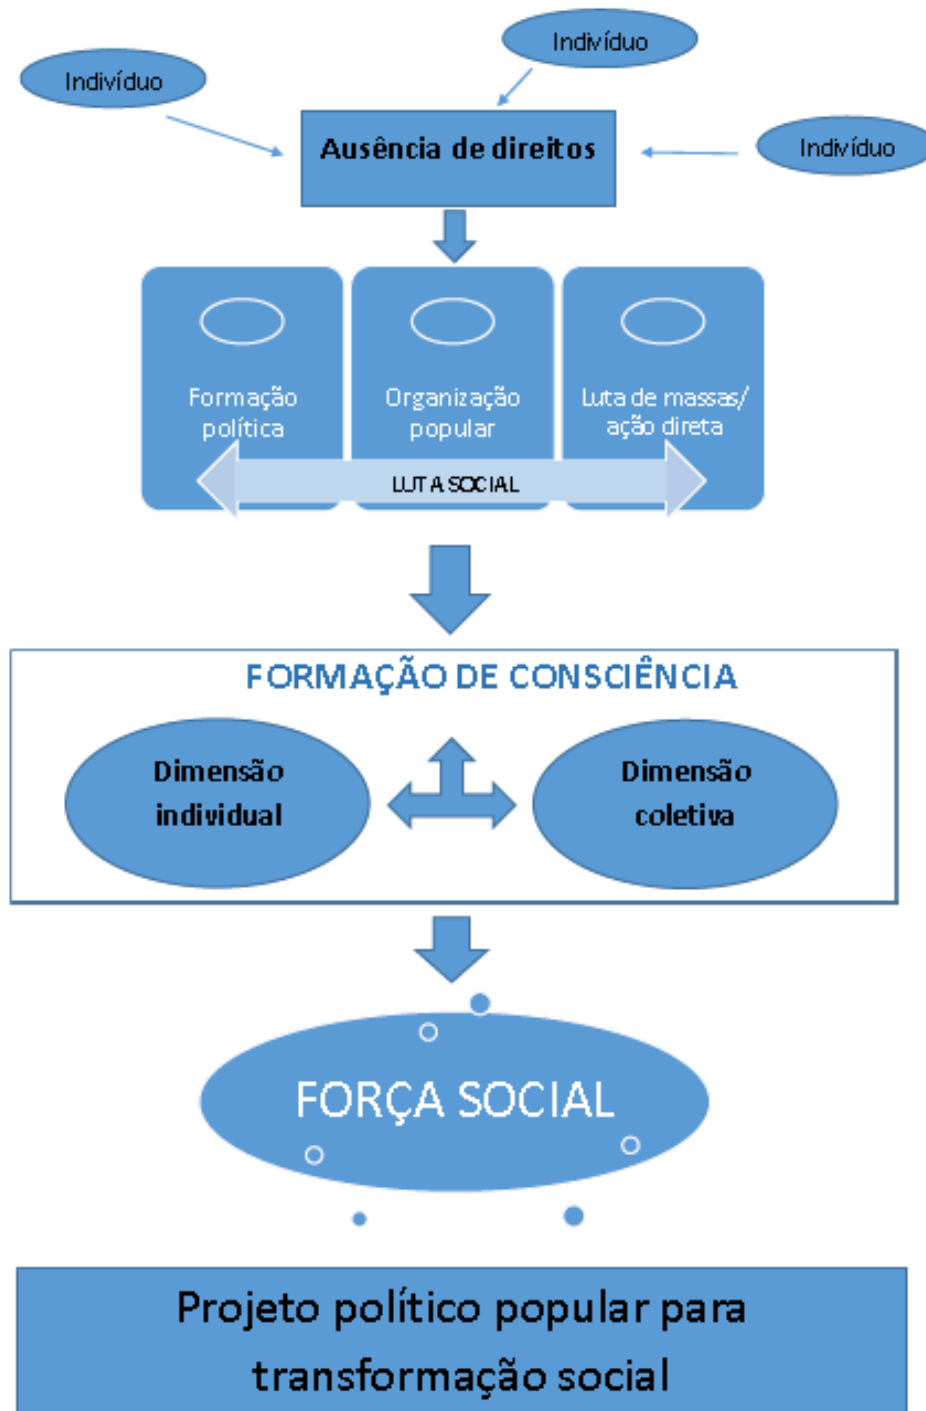 Indivíduo
Indivíduo
Indivíduo
Ausência de direitos
Formação
política
Organização
popular
Luta de massas/
ação direta
LUTA SOCIAL
FORMAÇÃO DE CONSCIÊNCIA
Dimensão
individual
Dimensão
coletiva
FORÇA SOCIAL
Projeto político popular para
transformação social